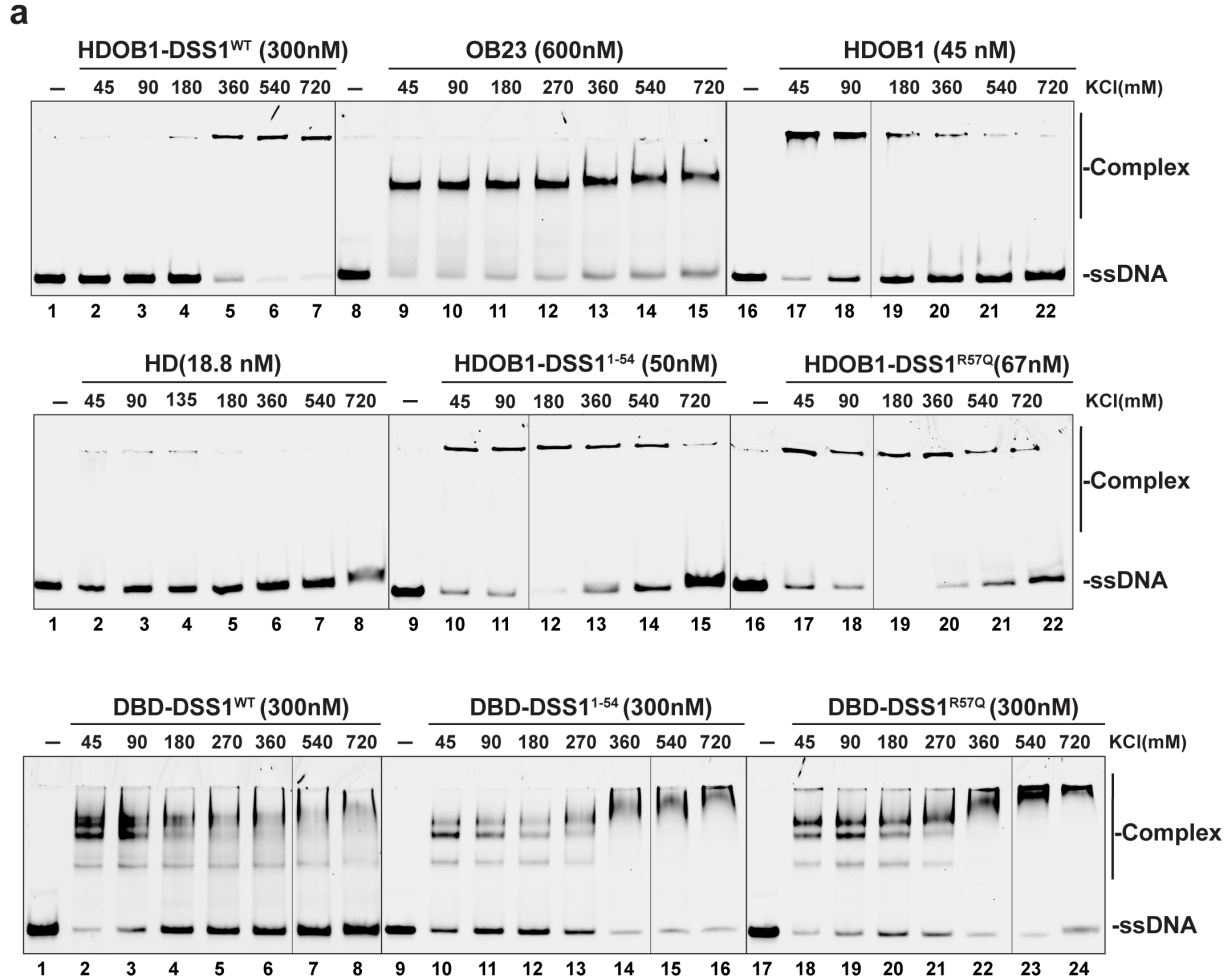 a
HDOB1-DSS1ᵂᵀ (300nM) OB23 (600nM) HDOB1 (45 nM)
– 45 90 180 360 540 720 – 45 90 180 270 360 540 720 – 45 90 180 360 540 720 KCl(mM)
-Complex
-ssDNA
1 2 3 4 5 6 7 8 9 10 11 12 13 14 15 16 17 18 19 20 21 22
HD(18.8 nM) HDOB1-DSS1¹⁻⁵⁴ (50nM) HDOB1-DSS1ᴿ⁵⁷Q(67nM)
– 45 90 135 180 360 540 720 – 45 90 180 360 540 720 – 45 90 180 360 540 720 KCl(mM)
-Complex
-ssDNA
1 2 3 4 5 6 7 8 9 10 11 12 13 14 15 16 17 18 19 20 21 22
DBD-DSS1ᵂᵀ (300nM) DBD-DSS1¹⁻⁵⁴ (300nM) DBD-DSS1ᴿ⁵⁷Q (300nM)
– 45 90 180 270 360 540 720 – 45 90 180 270 360 540 720 – 45 90 180 270 360 540 720 KCl(mM)
-Complex
-ssDNA
1 2 3 4 5 6 7 8 9 10 11 12 13 14 15 16 17 18 19 20 21 22 23 24